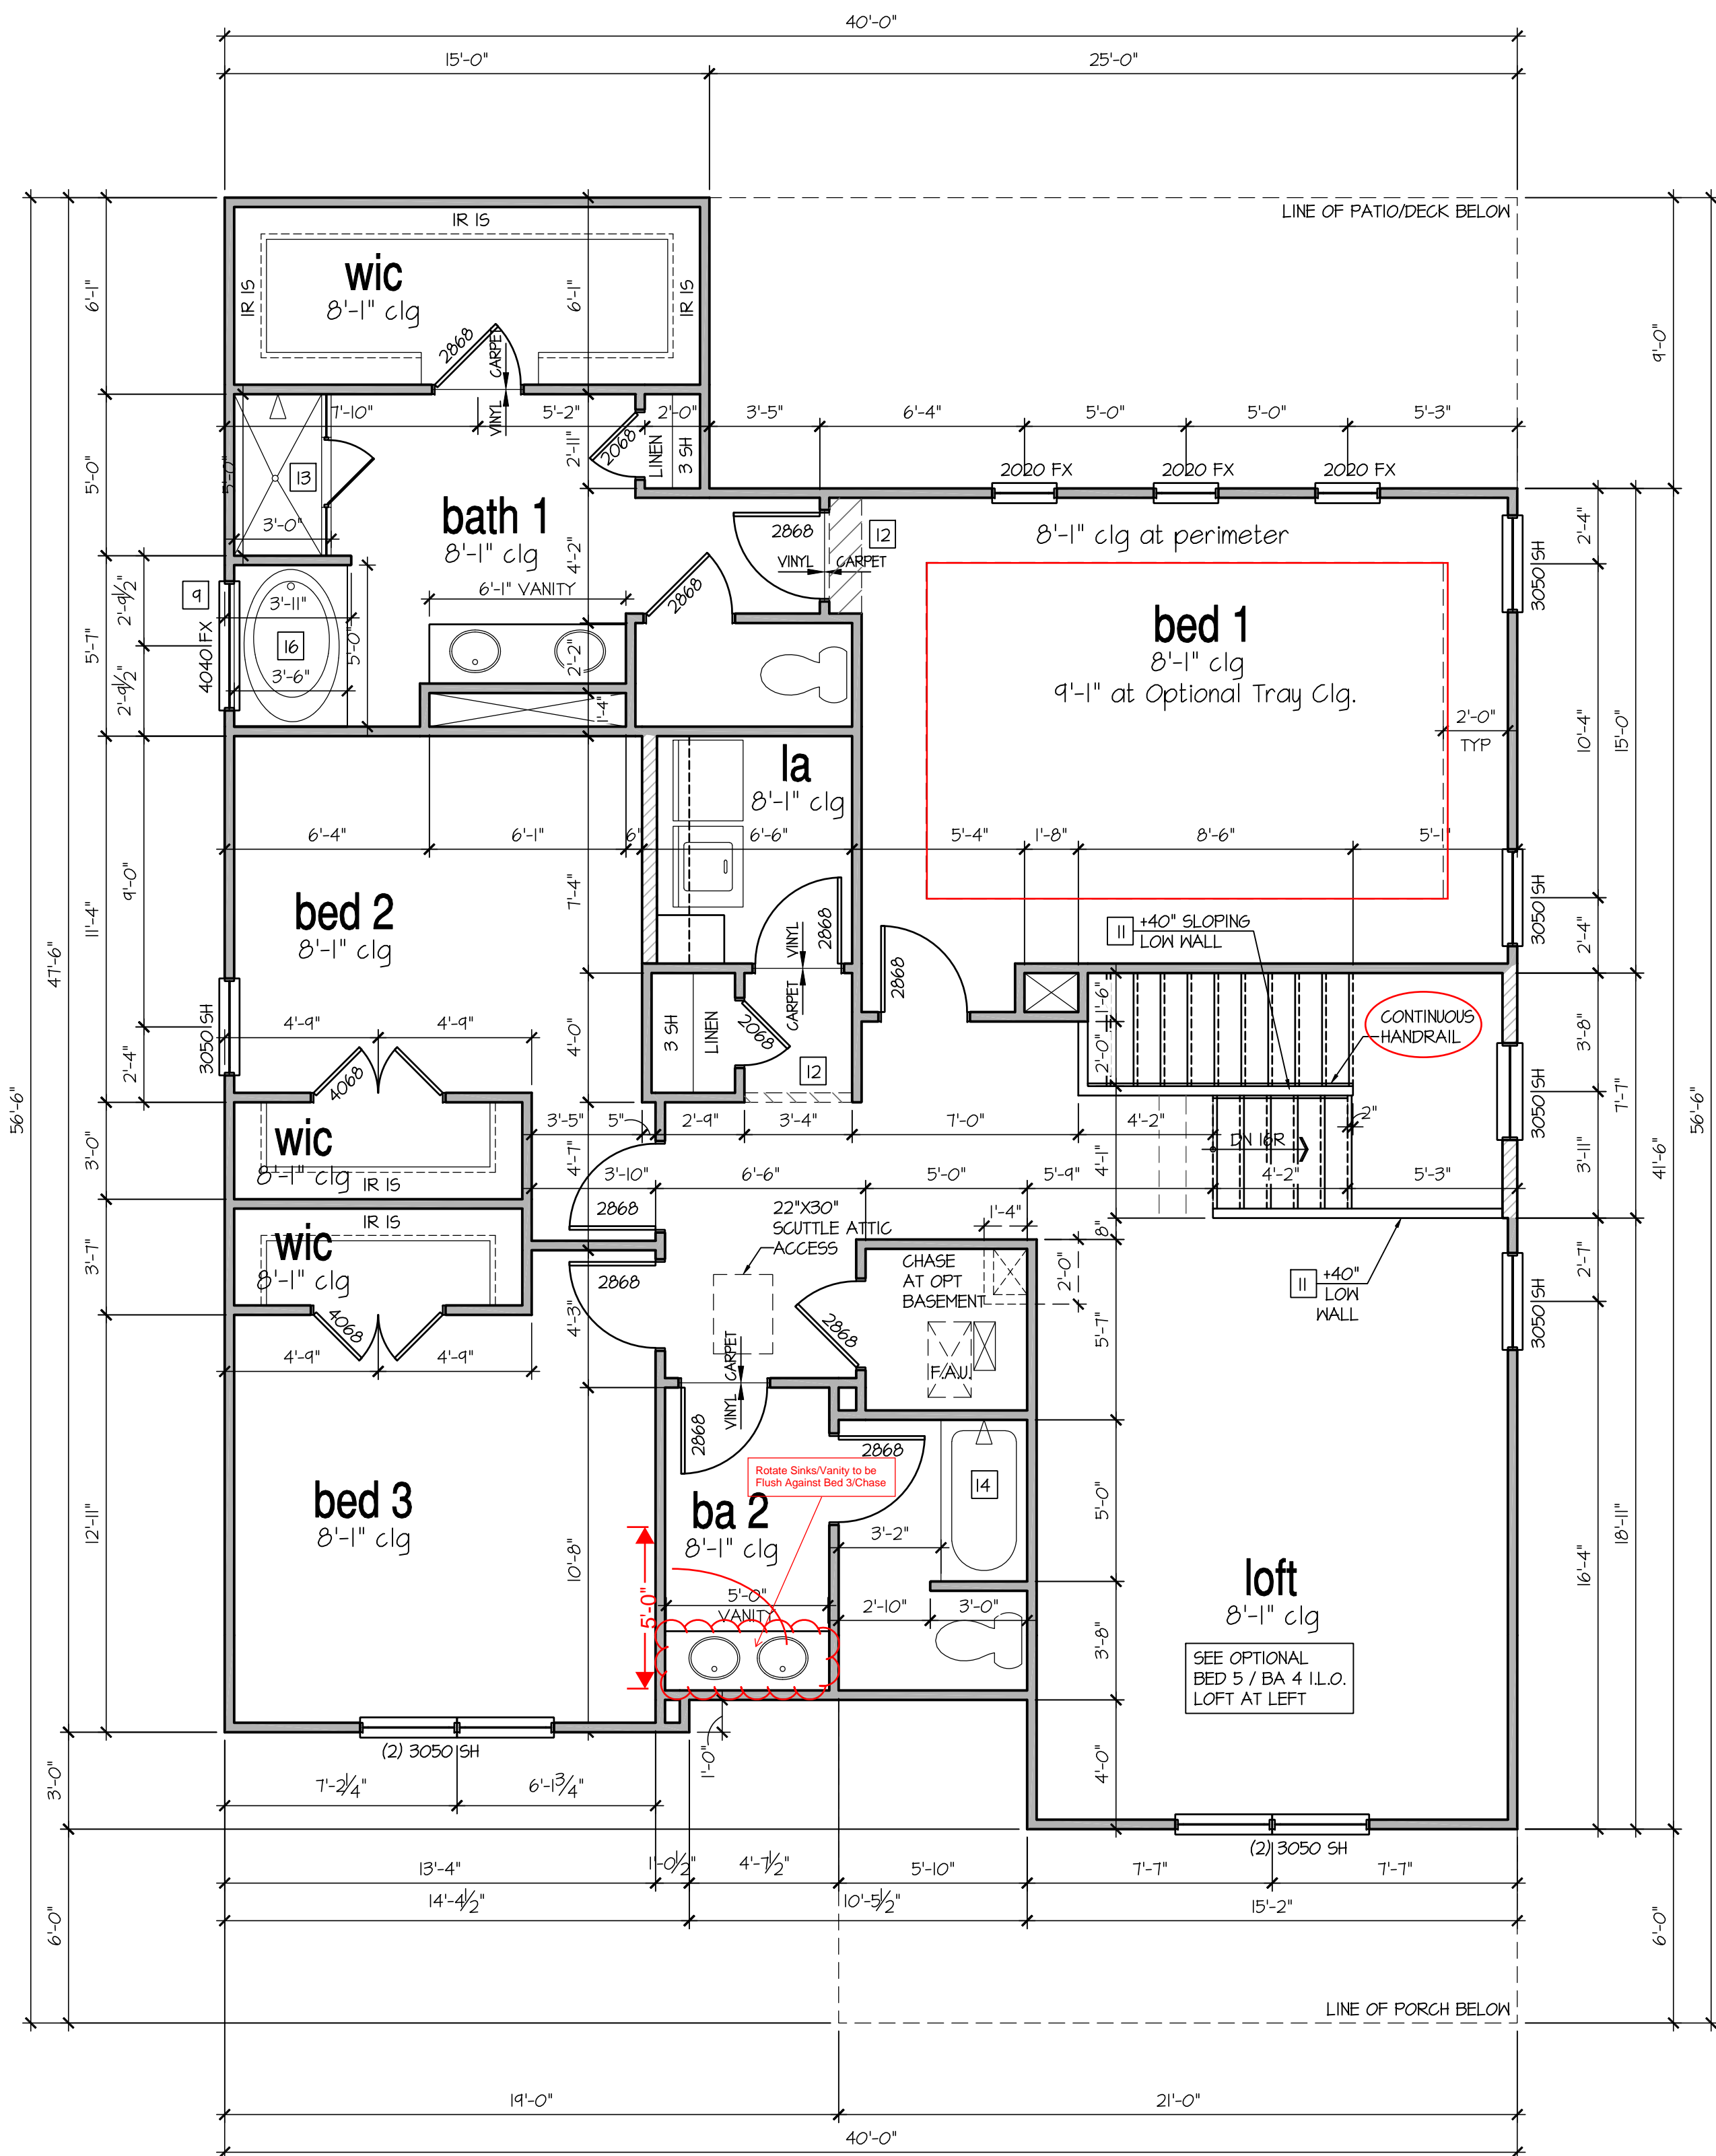 40'-0"
15'-0"
25'-0"
IR IS
LINE OF PATIO/DECK BELOW
wic
8'-1" clg
IR IS
IR IS
6'-1"
6'-1"
9'-0"
2868
CARPET
VINYL
7'-10"
5'-2"
2'-0"
3'-5"
6'-4"
5'-0"
5'-0"
5'-3"
2068
2'-11"
LINEN
3 SH
2020 FX
2020 FX
2020 FX
5'-0"
5'-0"
13
3'-0"
bath 1
8'-1" clg
4'-2"
2868
12
VINYL
CARPET
8'-1" clg at perimeter
2'-4"
3050 SH
9
3'-11"
6'-1" VANITY
2868
bed 1
8'-1" clg
9'-1" at Optional Tray Clg.
2'-9½"
5'-7"
2'-9½"
4040 FX
16
3'-6"
5'-0"
2'-2"
1'-4"
2'-0"
TYP
10'-4"
15'-0"
la
8'-1" clg
6'-4"
6'-1"
6"
6'-6"
5'-4"
1'-8"
8'-6"
5'-1"
9'-0"
11'-4"
47'-6"
bed 2
8'-1" clg
7'-4"
2868
VINYL
CARPET
2868
11
+40" SLOPING
LOW WALL
3050 SH
2'-4"
3 SH
LINEN
2068
4'-0"
12
1'-6"
2'-0"
CONTINUOUS
HANDRAIL
3'-8"
3050 SH
4'-9"
4'-9"
2'-4"
4068
56'-6"
56'-6"
7'-7"
3050 SH
3'-5"
5"
2'-9"
3'-4"
7'-0"
4'-2"
2"
wic
8'-1" clg
IR IS
3'-0"
4'-7"
DN 16R
4'-1"
3'-11"
41'-6"
3'-10"
6'-6"
5'-0"
5'-9"
4'-2"
5'-3"
2868
22"X30"
SCUTTLE ATTIC
ACCESS
1'-4"
8"
IR IS
wic
8'-1" clg
3'-7"
2868
CHASE
AT OPT
BASEMENT
2'-0"
11
+40"
LOW
WALL
2'-7"
3050 SH
4068
4'-3"
2868
5'-7"
4'-9"
4'-9"
CARPET
VINYL
F.A.U.
2868
2868
Rotate Sinks/Vanity to be
Flush Against Bed 3/Chase
14
5'-0"
bed 3
8'-1" clg
12'-11"
10'-8"
ba 2
8'-1" clg
3'-2"
5'-0"
5'-0"
VANITY
2'-10"
3'-0"
3'-8"
loft
8'-1" clg
16'-4"
18'-11"
SEE OPTIONAL
BED 5 / BA 4 I.L.O.
LOFT AT LEFT
(2) 3050 SH
1'-0"
4'-0"
3'-0"
7'-2¼"
6'-1¾"
(2) 3050 SH
13'-4"
1'-0½"
4'-7½"
5'-10"
7'-7"
7'-7"
14'-4½"
10'-5½"
15'-2"
6'-0"
6'-0"
LINE OF PORCH BELOW
19'-0"
21'-0"
40'-0"